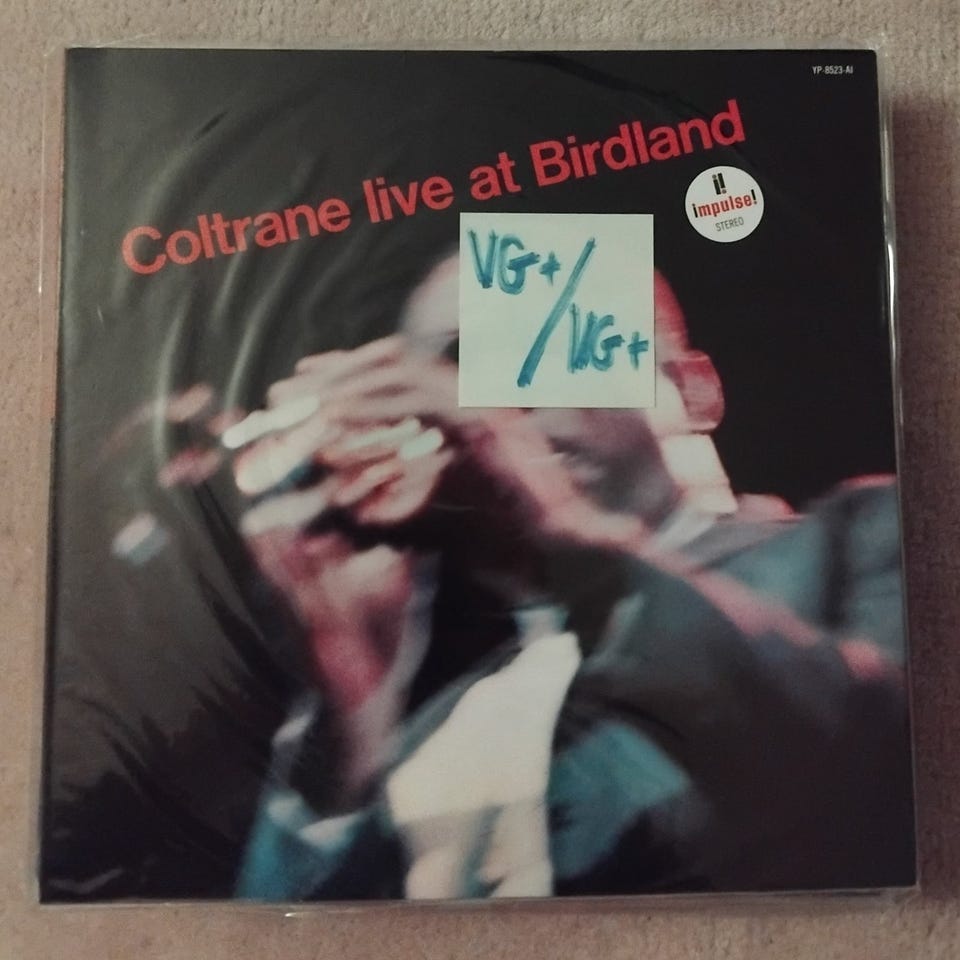 YP-8523-AI
Coltrane live at Birdland
i!
impulse!
STEREO
VG+/
VG+